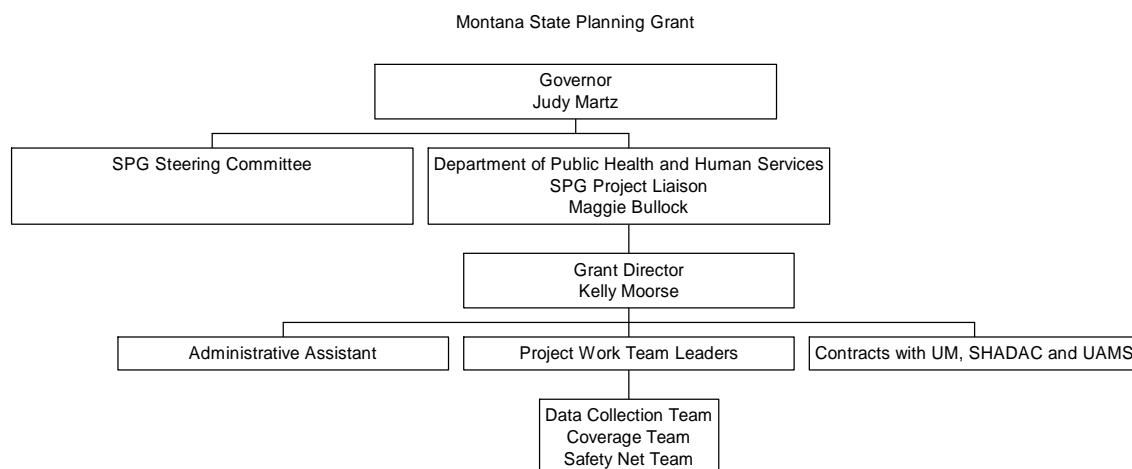 Montana State Planning Grant
Governor
Judy Martz
SPG Steering Committee
Department of Public Health and Human Services
SPG Project Liaison
Maggie Bullock
Grant Director
Kelly Moorse
Administrative Assistant
Project Work Team Leaders
Contracts with UM, SHADAC and UAMS
Data Collection Team
Coverage Team
Safety Net Team